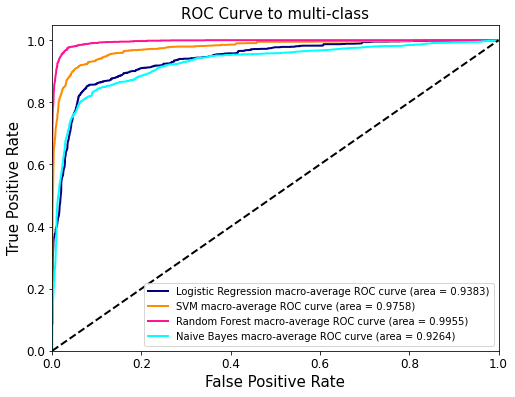 ROC Curve to multi-class
True Positive Rate
1.0
0.8
0.6
0.4
0.2
0.0
Logistic Regression macro-average ROC curve (area = 0.9383)
SVM macro-average ROC curve (area = 0.9758)
Random Forest macro-average ROC curve (area = 0.9955)
Naive Bayes macro-average ROC curve (area = 0.9264)
0.0 0.2 0.4 0.6 0.8 1.0
False Positive Rate